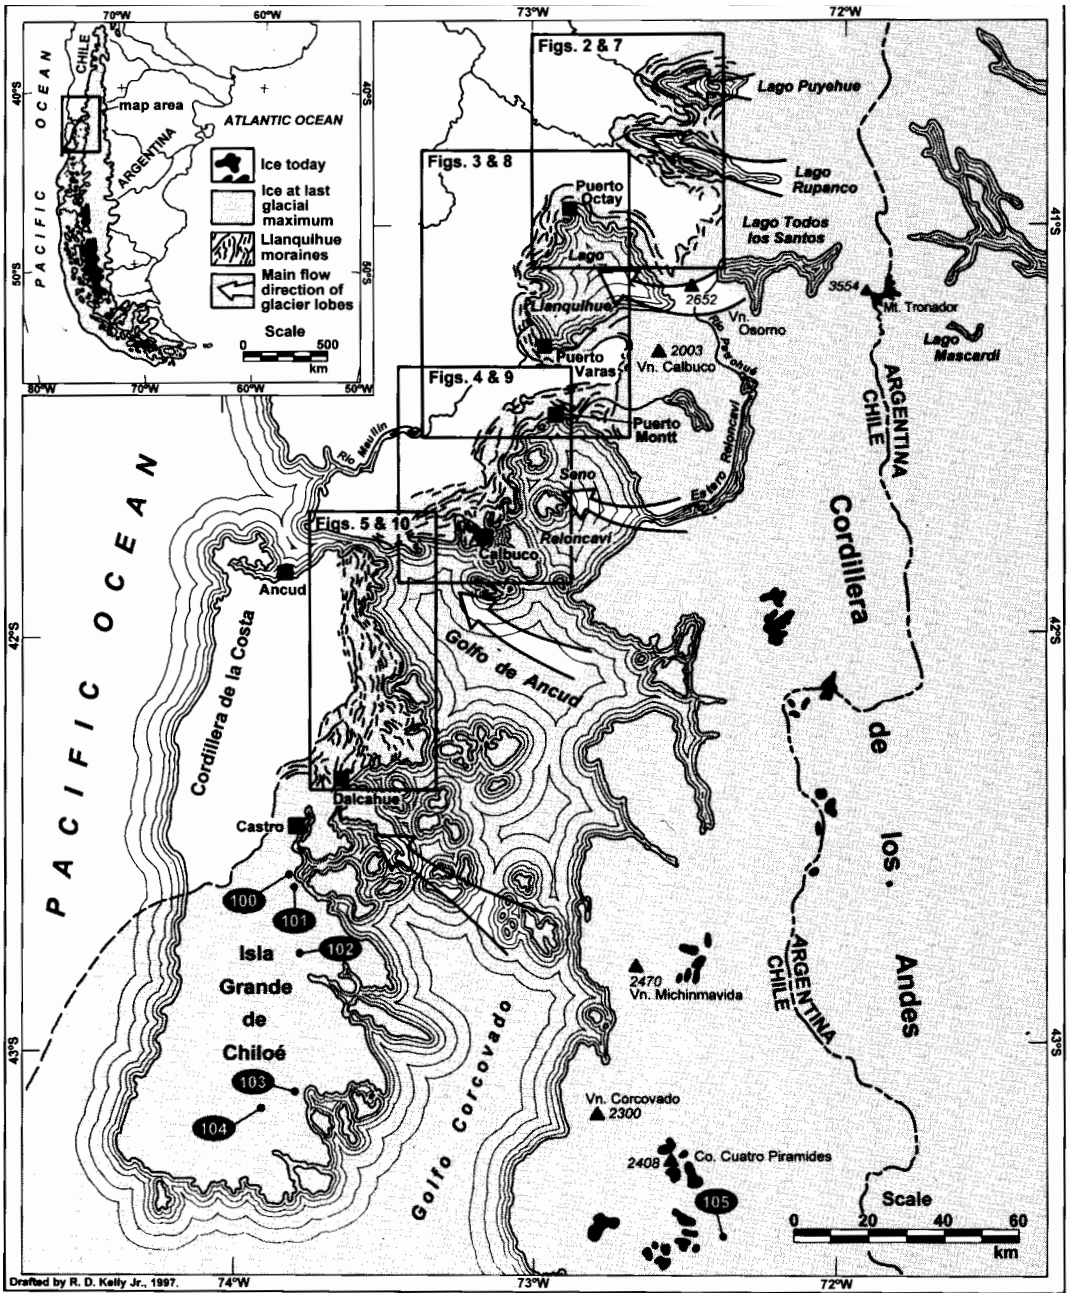 70°W
60°W
73°W
72°W
CHILE
PACIFIC OCEAN
40°S
40°S
map area
ATLANTIC OCEAN
ARGENTINA
Ice today
Ice at last
glacial
maximum
Llanquihue
moraines
Main flow
direction of
glacier lobes
50°S
50°S
Scale
0 500
km
80°W
70°W
60°W
50°W
Figs. 2 & 7
Lago Puyehue
Figs. 3 & 8
Lago
Rupanco
Puerto
Octay
Lago Todos
los Santos
41°S
Lago
Llanquihue
2652
Vn.
Osorno
3554
Mt. Tronador
Lago
Mascardi
Puerto
Varas
2003
Vn. Calbuco
Río Petrohué
Figs. 4 & 9
Puerto
Montt
ARGENTINA
CHILE
Río Maullín
Estero Reloncaví
Seno
Reloncaví
Figs. 5 & 10
Calbuco
Ancud
PACIFIC OCEAN
Cordillera
de
los
Andes
42°S
42°S
Cordillera de la Costa
Golfo de Ancud
Dalcahue
Castro
100
101
102
Isla
Grande
de
Chiloé
2470
Vn. Michinmavida
ARGENTINA
CHILE
43°S
43°S
103
104
Golfo Corcovado
Vn. Corcovado
2300
2408
Co. Cuatro Piramides
105
Scale
0 20 40 60
km
Drafted by R. D. Kelly Jr., 1997.
74°W
73°W
72°W